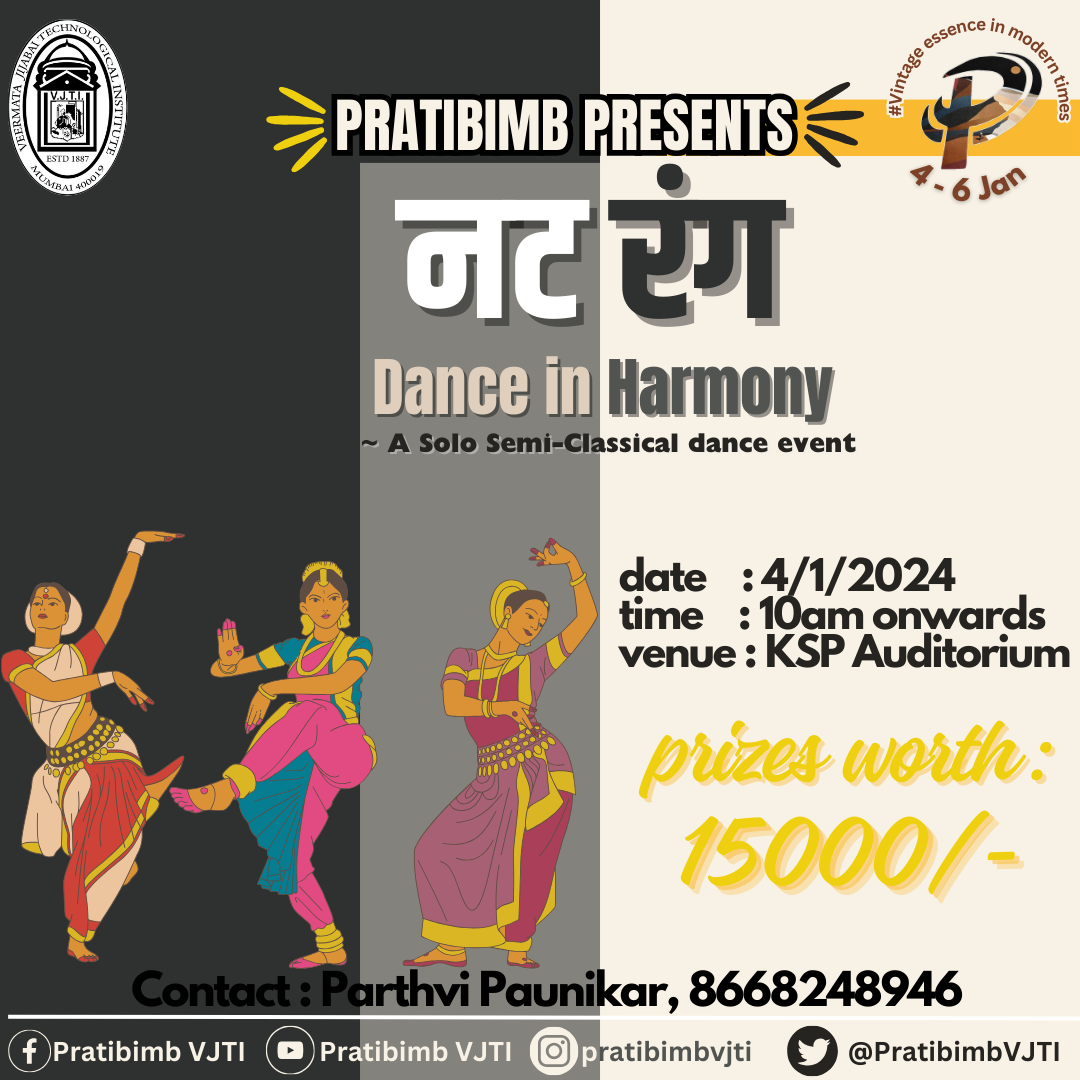 VEERMATA JIJABAI TECHNOLOGICAL INSTITUTE
V.J.T.I.
ESTD 1887
MUMBAI 400019
#Vintage essence in modern times
4 - 6 Jan
PRATIBIMB PRESENTS
नट रंग
Dance in Harmony
~ A Solo Semi-Classical dance event
date : 4/1/2024
time : 10am onwards
venue : KSP Auditorium
prizes worth :
15000/-
Contact : Parthvi Paunikar, 8668248946
Pratibimb VJTI
Pratibimb VJTI
pratibimbvjti
@PratibimbVJTI